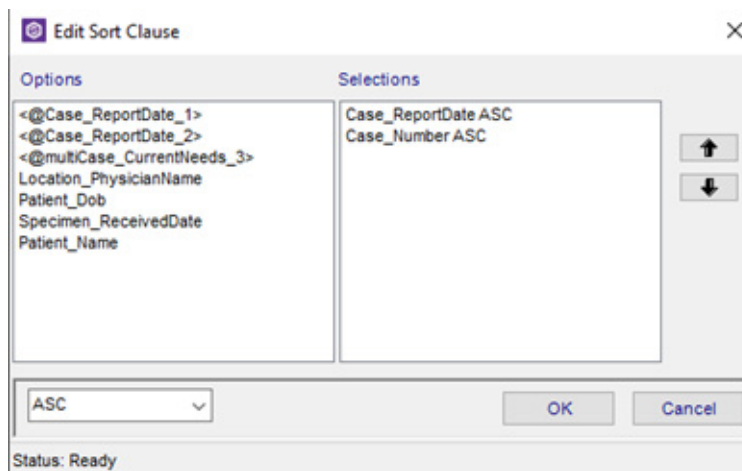 Edit Sort Clause
Options
Selections
<@Case_ReportDate_1>
<@Case_ReportDate_2>
<@multiCase_CurrentNeeds_3>
Location_PhysicianName
Patient_Dob
Specimen_ReceivedDate
Patient_Name
Case_ReportDate ASC
Case_Number ASC
ASC
OK
Cancel
Status: Ready